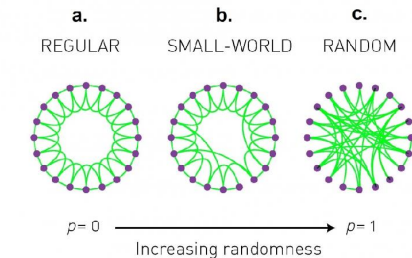 a. b. c.
REGULAR SMALL-WORLD RANDOM
p= 0 p= 1
Increasing randomness